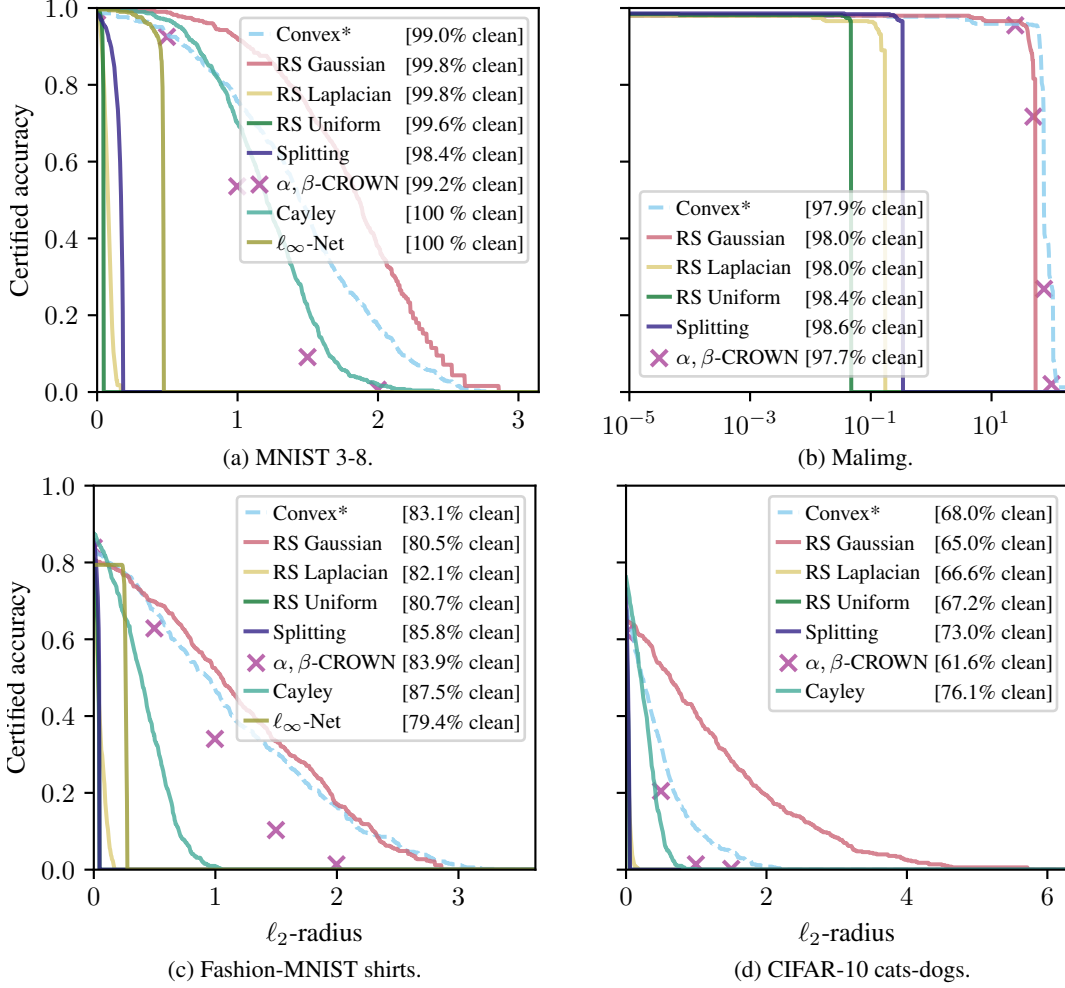 Certified accuracy
1.0
0.8
0.6
0.4
0.2
0.0
0
1
2
3
Convex* [99.0% clean]
RS Gaussian [99.8% clean]
RS Laplacian [99.8% clean]
RS Uniform [99.6% clean]
Splitting [98.4% clean]
α, β-CROWN [99.2% clean]
Cayley [100 % clean]
ℓ∞-Net [100 % clean]
(a) MNIST 3-8.
Convex* [97.9% clean]
RS Gaussian [98.0% clean]
RS Laplacian [98.0% clean]
RS Uniform [98.4% clean]
Splitting [98.6% clean]
α, β-CROWN [97.7% clean]
10⁻⁵
10⁻³
10⁻¹
10¹
(b) Malimg.
Certified accuracy
1.0
0.8
0.6
0.4
0.2
0.0
0
1
2
3
Convex* [83.1% clean]
RS Gaussian [80.5% clean]
RS Laplacian [82.1% clean]
RS Uniform [80.7% clean]
Splitting [85.8% clean]
α, β-CROWN [83.9% clean]
Cayley [87.5% clean]
ℓ∞-Net [79.4% clean]
ℓ₂-radius
(c) Fashion-MNIST shirts.
Convex* [68.0% clean]
RS Gaussian [65.0% clean]
RS Laplacian [66.6% clean]
RS Uniform [67.2% clean]
Splitting [73.0% clean]
α, β-CROWN [61.6% clean]
Cayley [76.1% clean]
0
2
4
6
ℓ₂-radius
(d) CIFAR-10 cats-dogs.